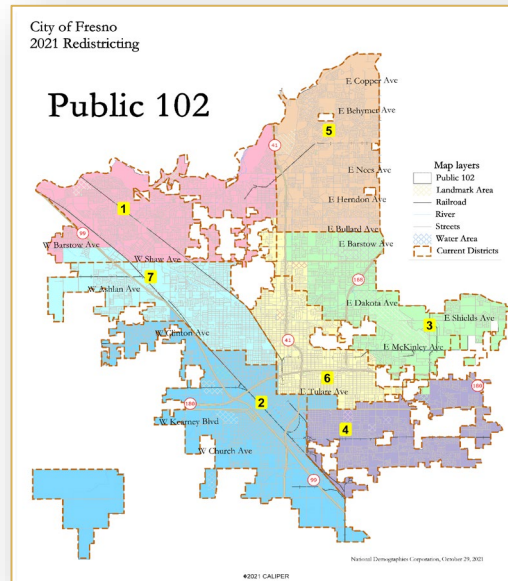 City of Fresno
2021 Redistricting
Public 102
E Copper Ave
E Behymer Ave
5
41
E Nees Ave
Map layers
Public 102
Landmark Area
Railroad
River
Streets
Water Area
Current Districts
E Herndon Ave
1
99
E Bullard Ave
W Barstow Ave
E Barstow Ave
W Shaw Ave
7
168
W Ashlan Ave
E Dakota Ave
E Shields Ave
3
W Clinton Ave
41
E McKinley Ave
6
180
E Tulare Ave
2
180
W Kearney Blvd
4
W Church Ave
99
National Demographics Corporation, October 29, 2021
©2021 CALIPER